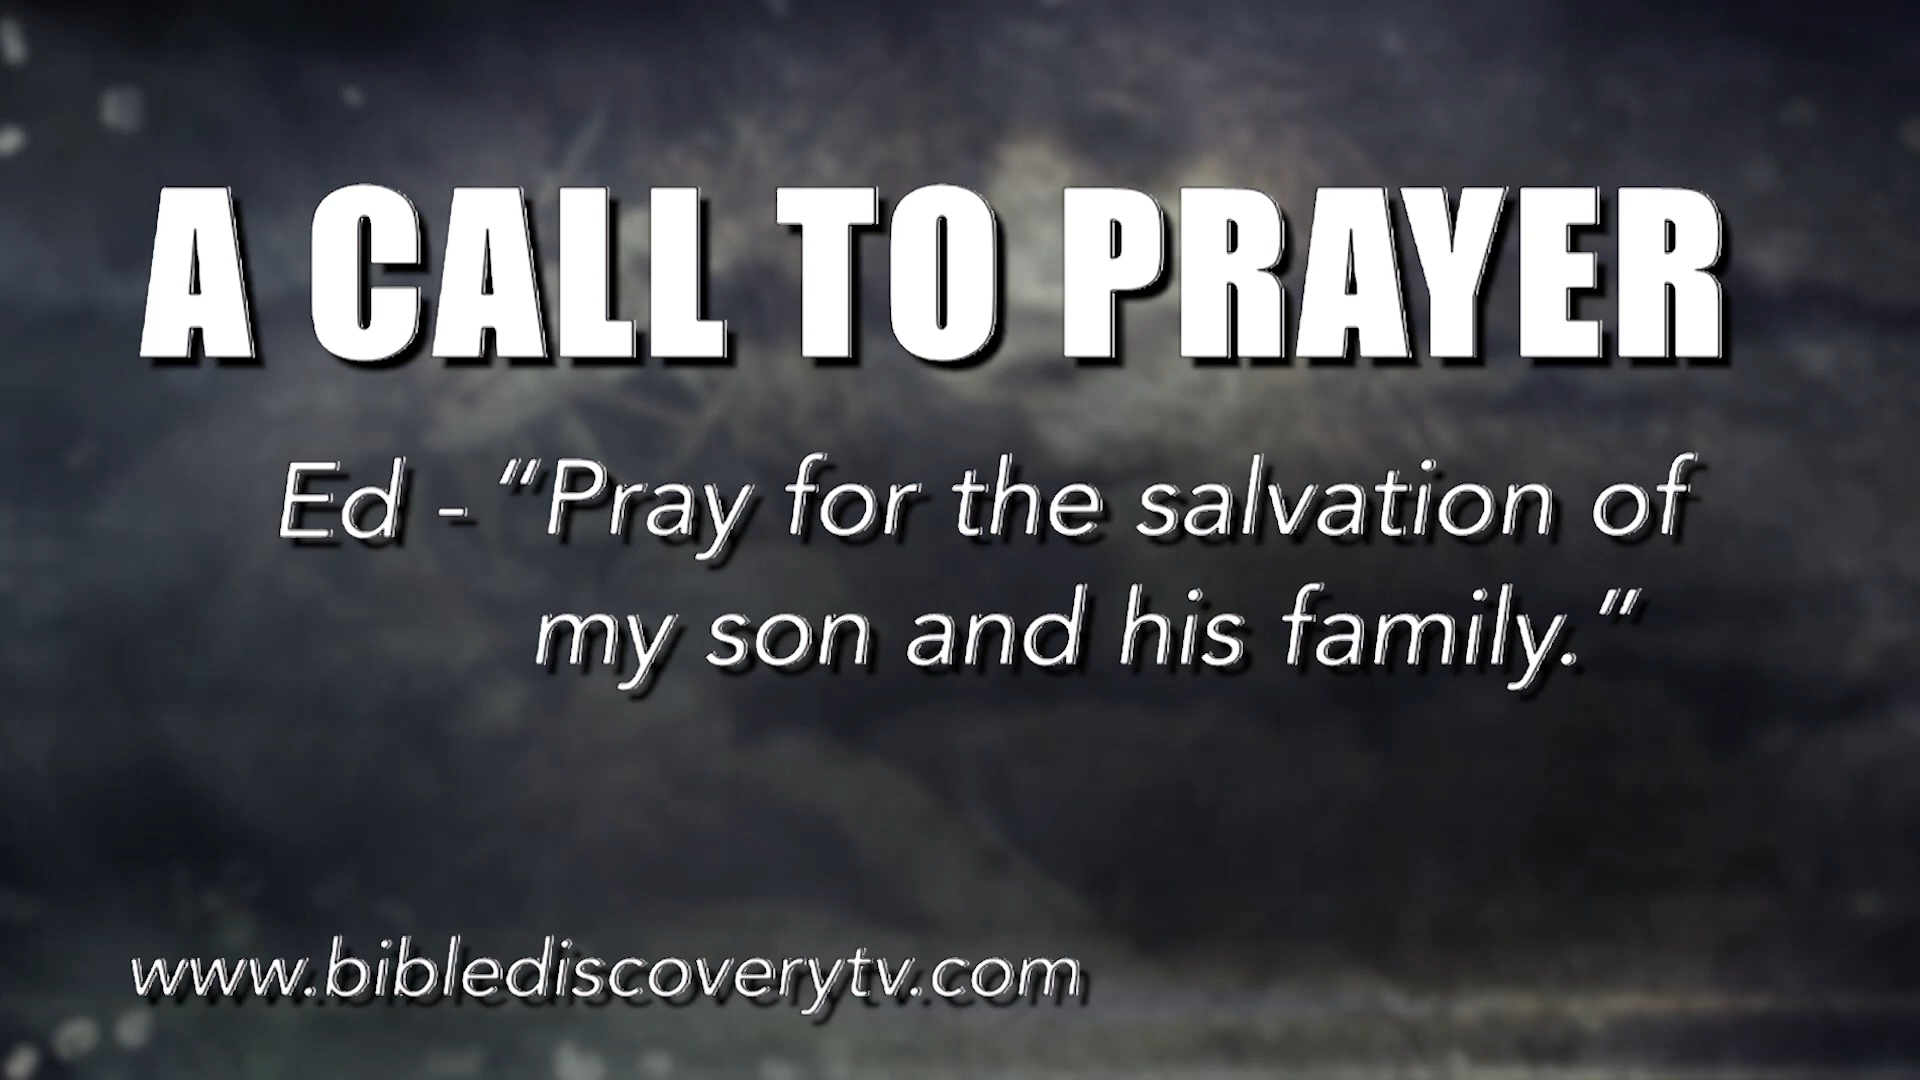 A CALL TO PRAYER
Ed - “Pray for the salvation of
my son and his family.”
www.biblediscoverytv.com